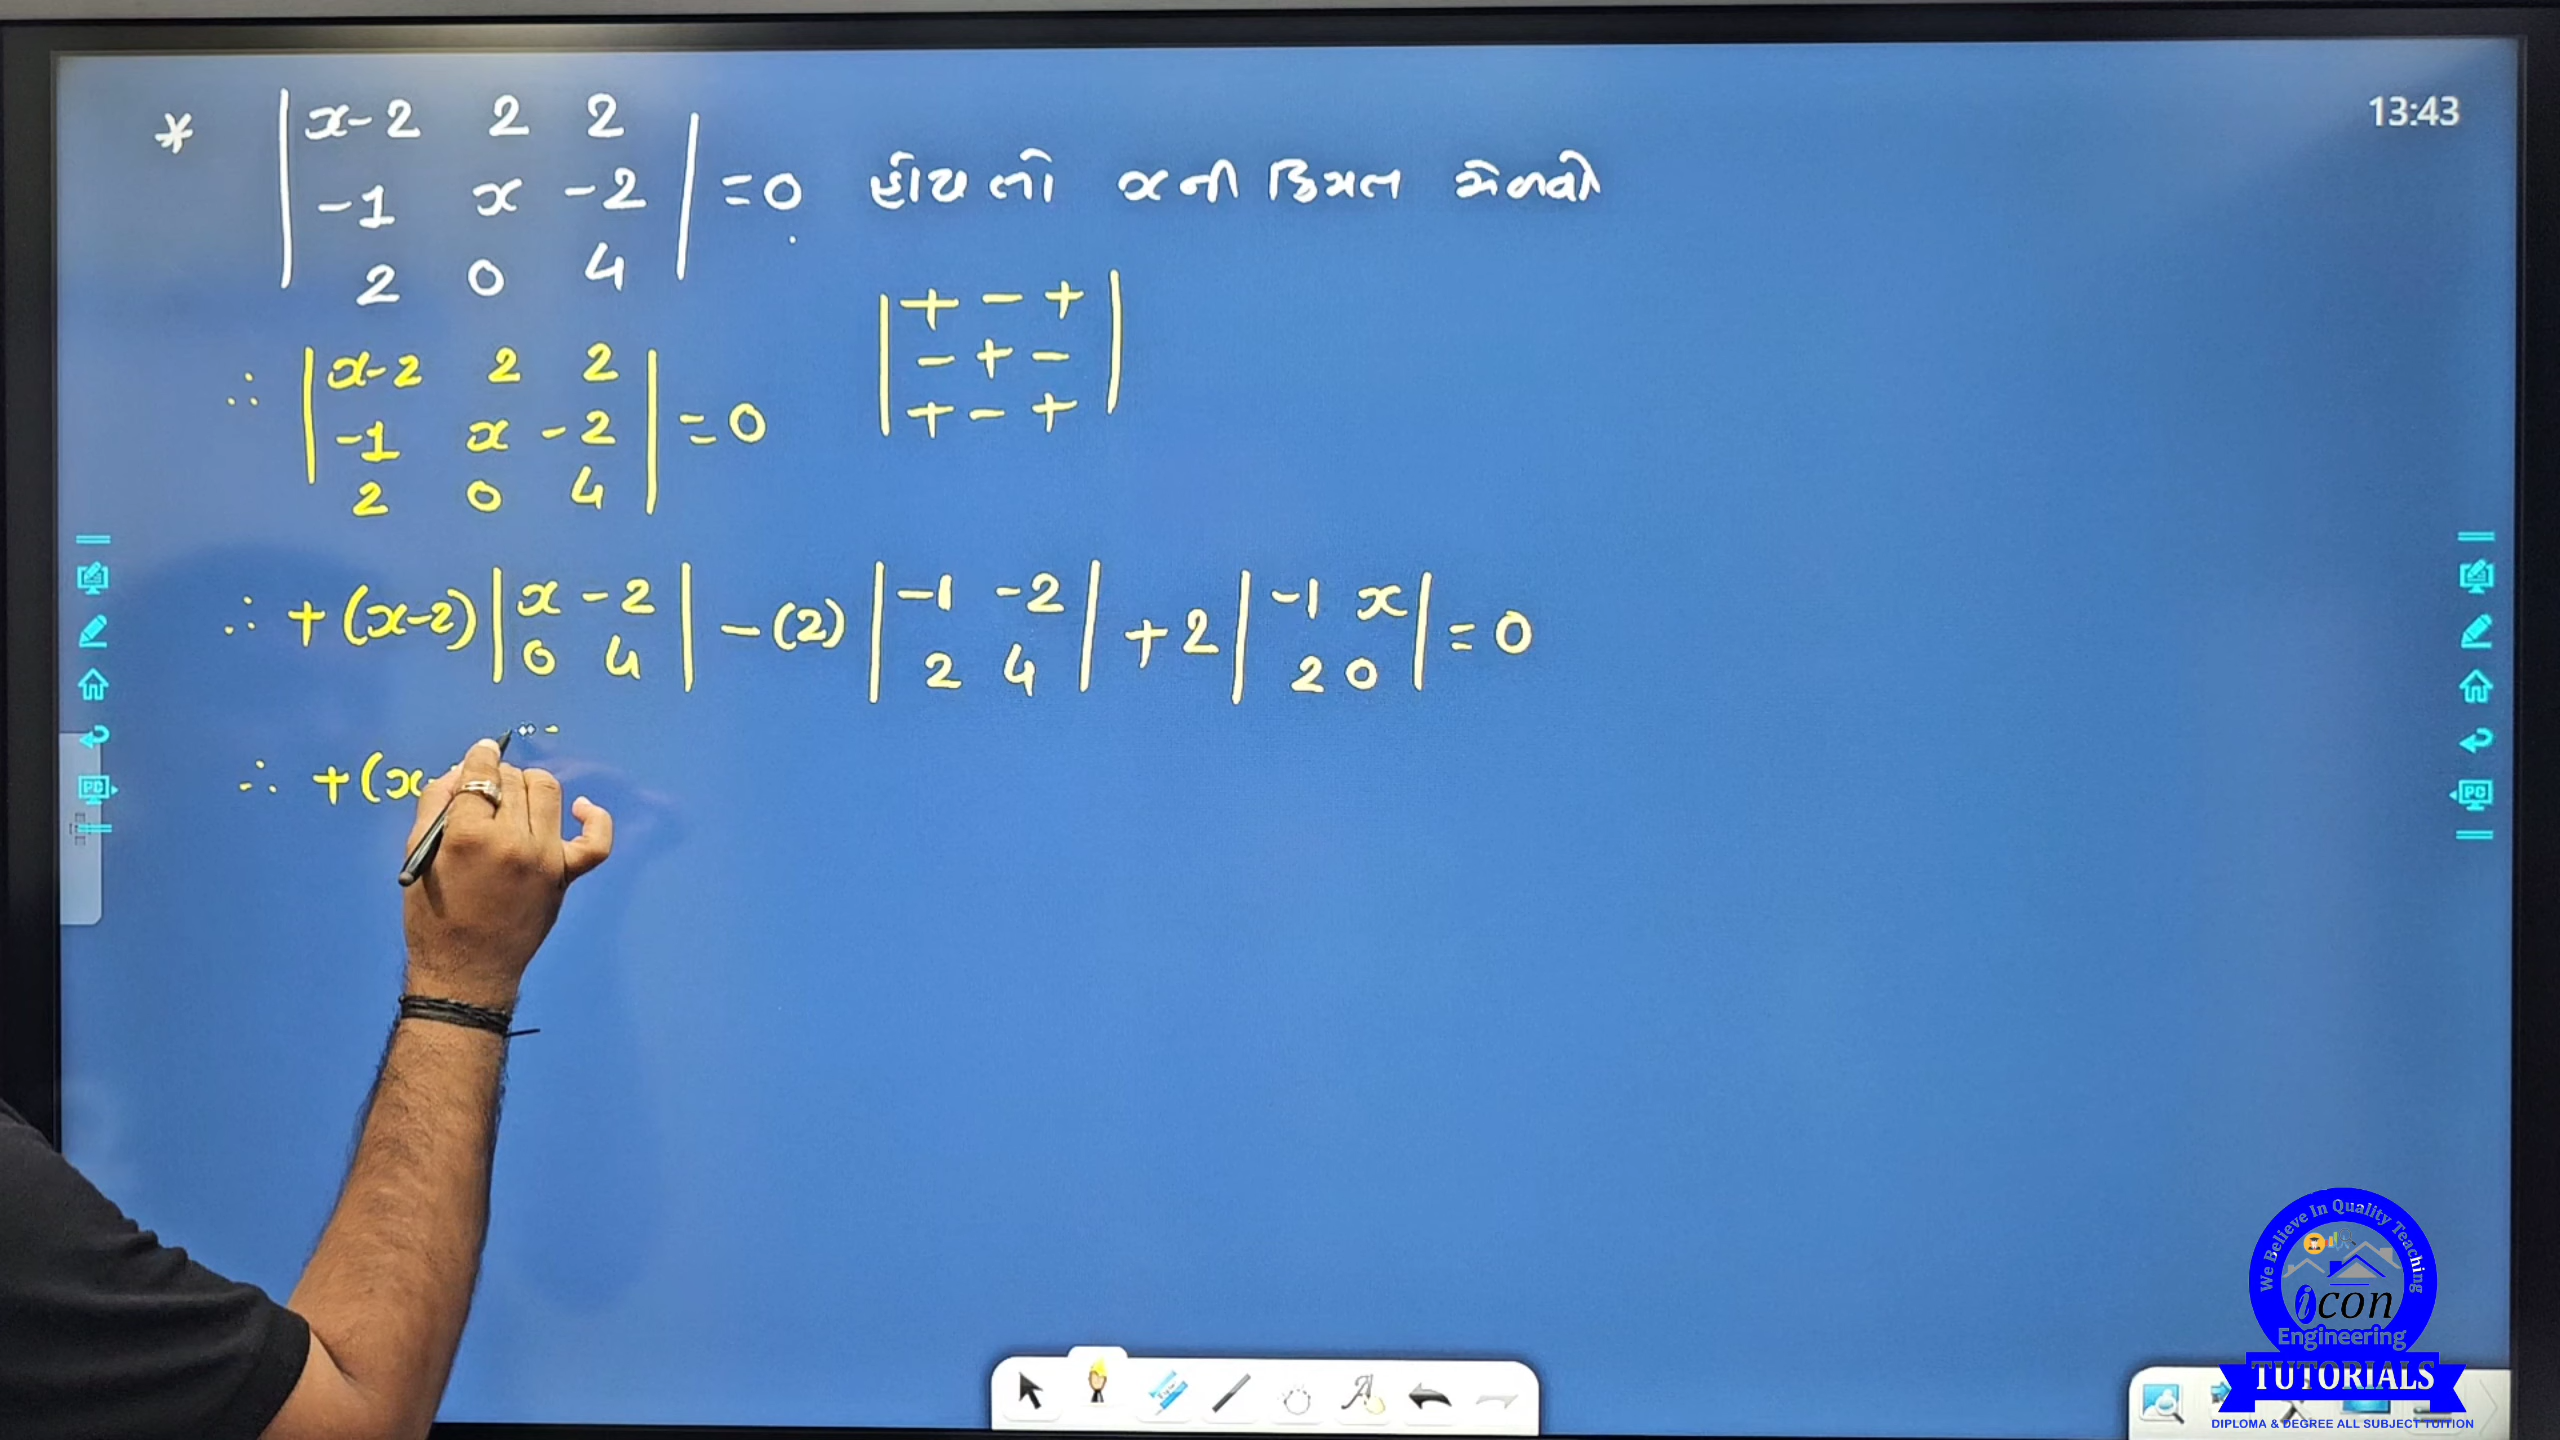 13:43
* | x-2 2 2 |
| -1 x -2 | = 0 હોય તો x ની કિંમત મેળવો
| 2 0 4 |
| + - + |
| - + - |
| + - + |
∴ | x-2 2 2 |
| -1 x -2 | = 0
| 2 0 4 |
∴ +(x-2) | x -2 | -(2) | -1 -2 | +2 | -1 x | = 0
| 0 4 | | 2 4 | | 2 0 |
∴ +(x-
PC
PC
We Believe In Quality Teaching
icon
Engineering
TUTORIALS
DIPLOMA & DEGREE ALL SUBJECT TUITION